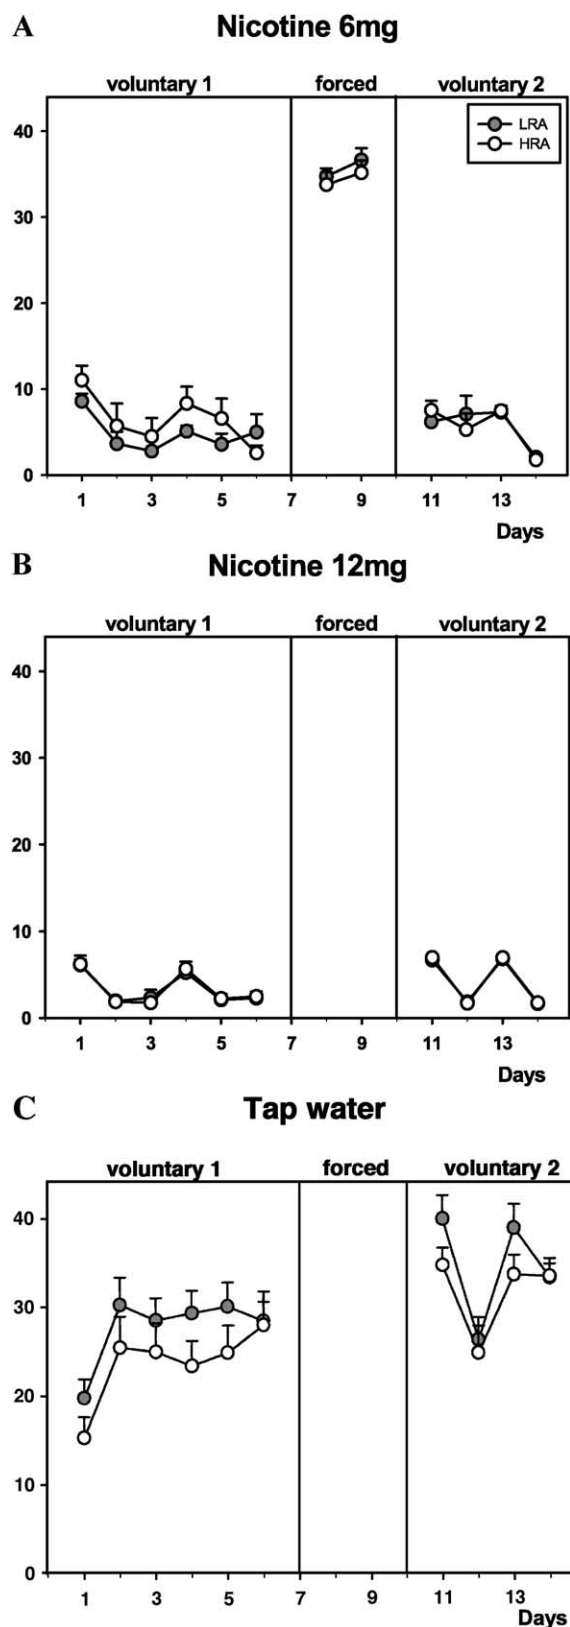 A Nicotine 6mg
voluntary 1 forced voluntary 2
LRA
HRA
40
30
20
10
0
1 3 5 7 9 11 13
Days
B Nicotine 12mg
voluntary 1 forced voluntary 2
40
30
20
10
0
1 3 5 7 9 11 13
Days
C Tap water
voluntary 1 forced voluntary 2
40
30
20
10
0
1 3 5 7 9 11 13
Days